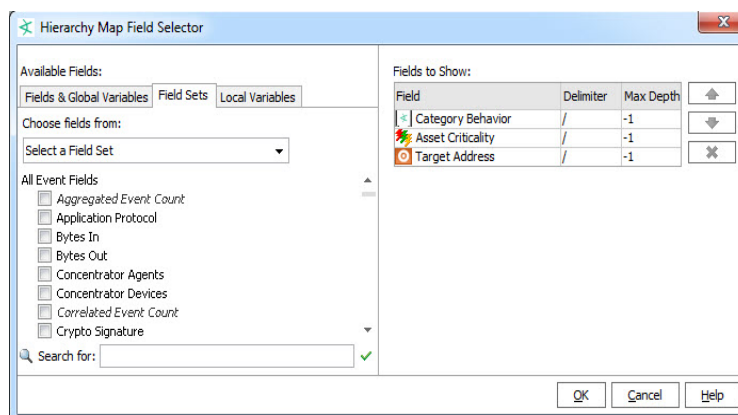 Hierarchy Map Field Selector
Available Fields:
Fields & Global Variables Field Sets Local Variables
Choose fields from:
Select a Field Set
All Event Fields
Aggregated Event Count
Application Protocol
Bytes In
Bytes Out
Concentrator Agents
Concentrator Devices
Correlated Event Count
Crypto Signature
Search for:
Fields to Show:
Field Delimiter Max Depth
Category Behavior / -1
Asset Criticality / -1
Target Address / -1
OK Cancel Help